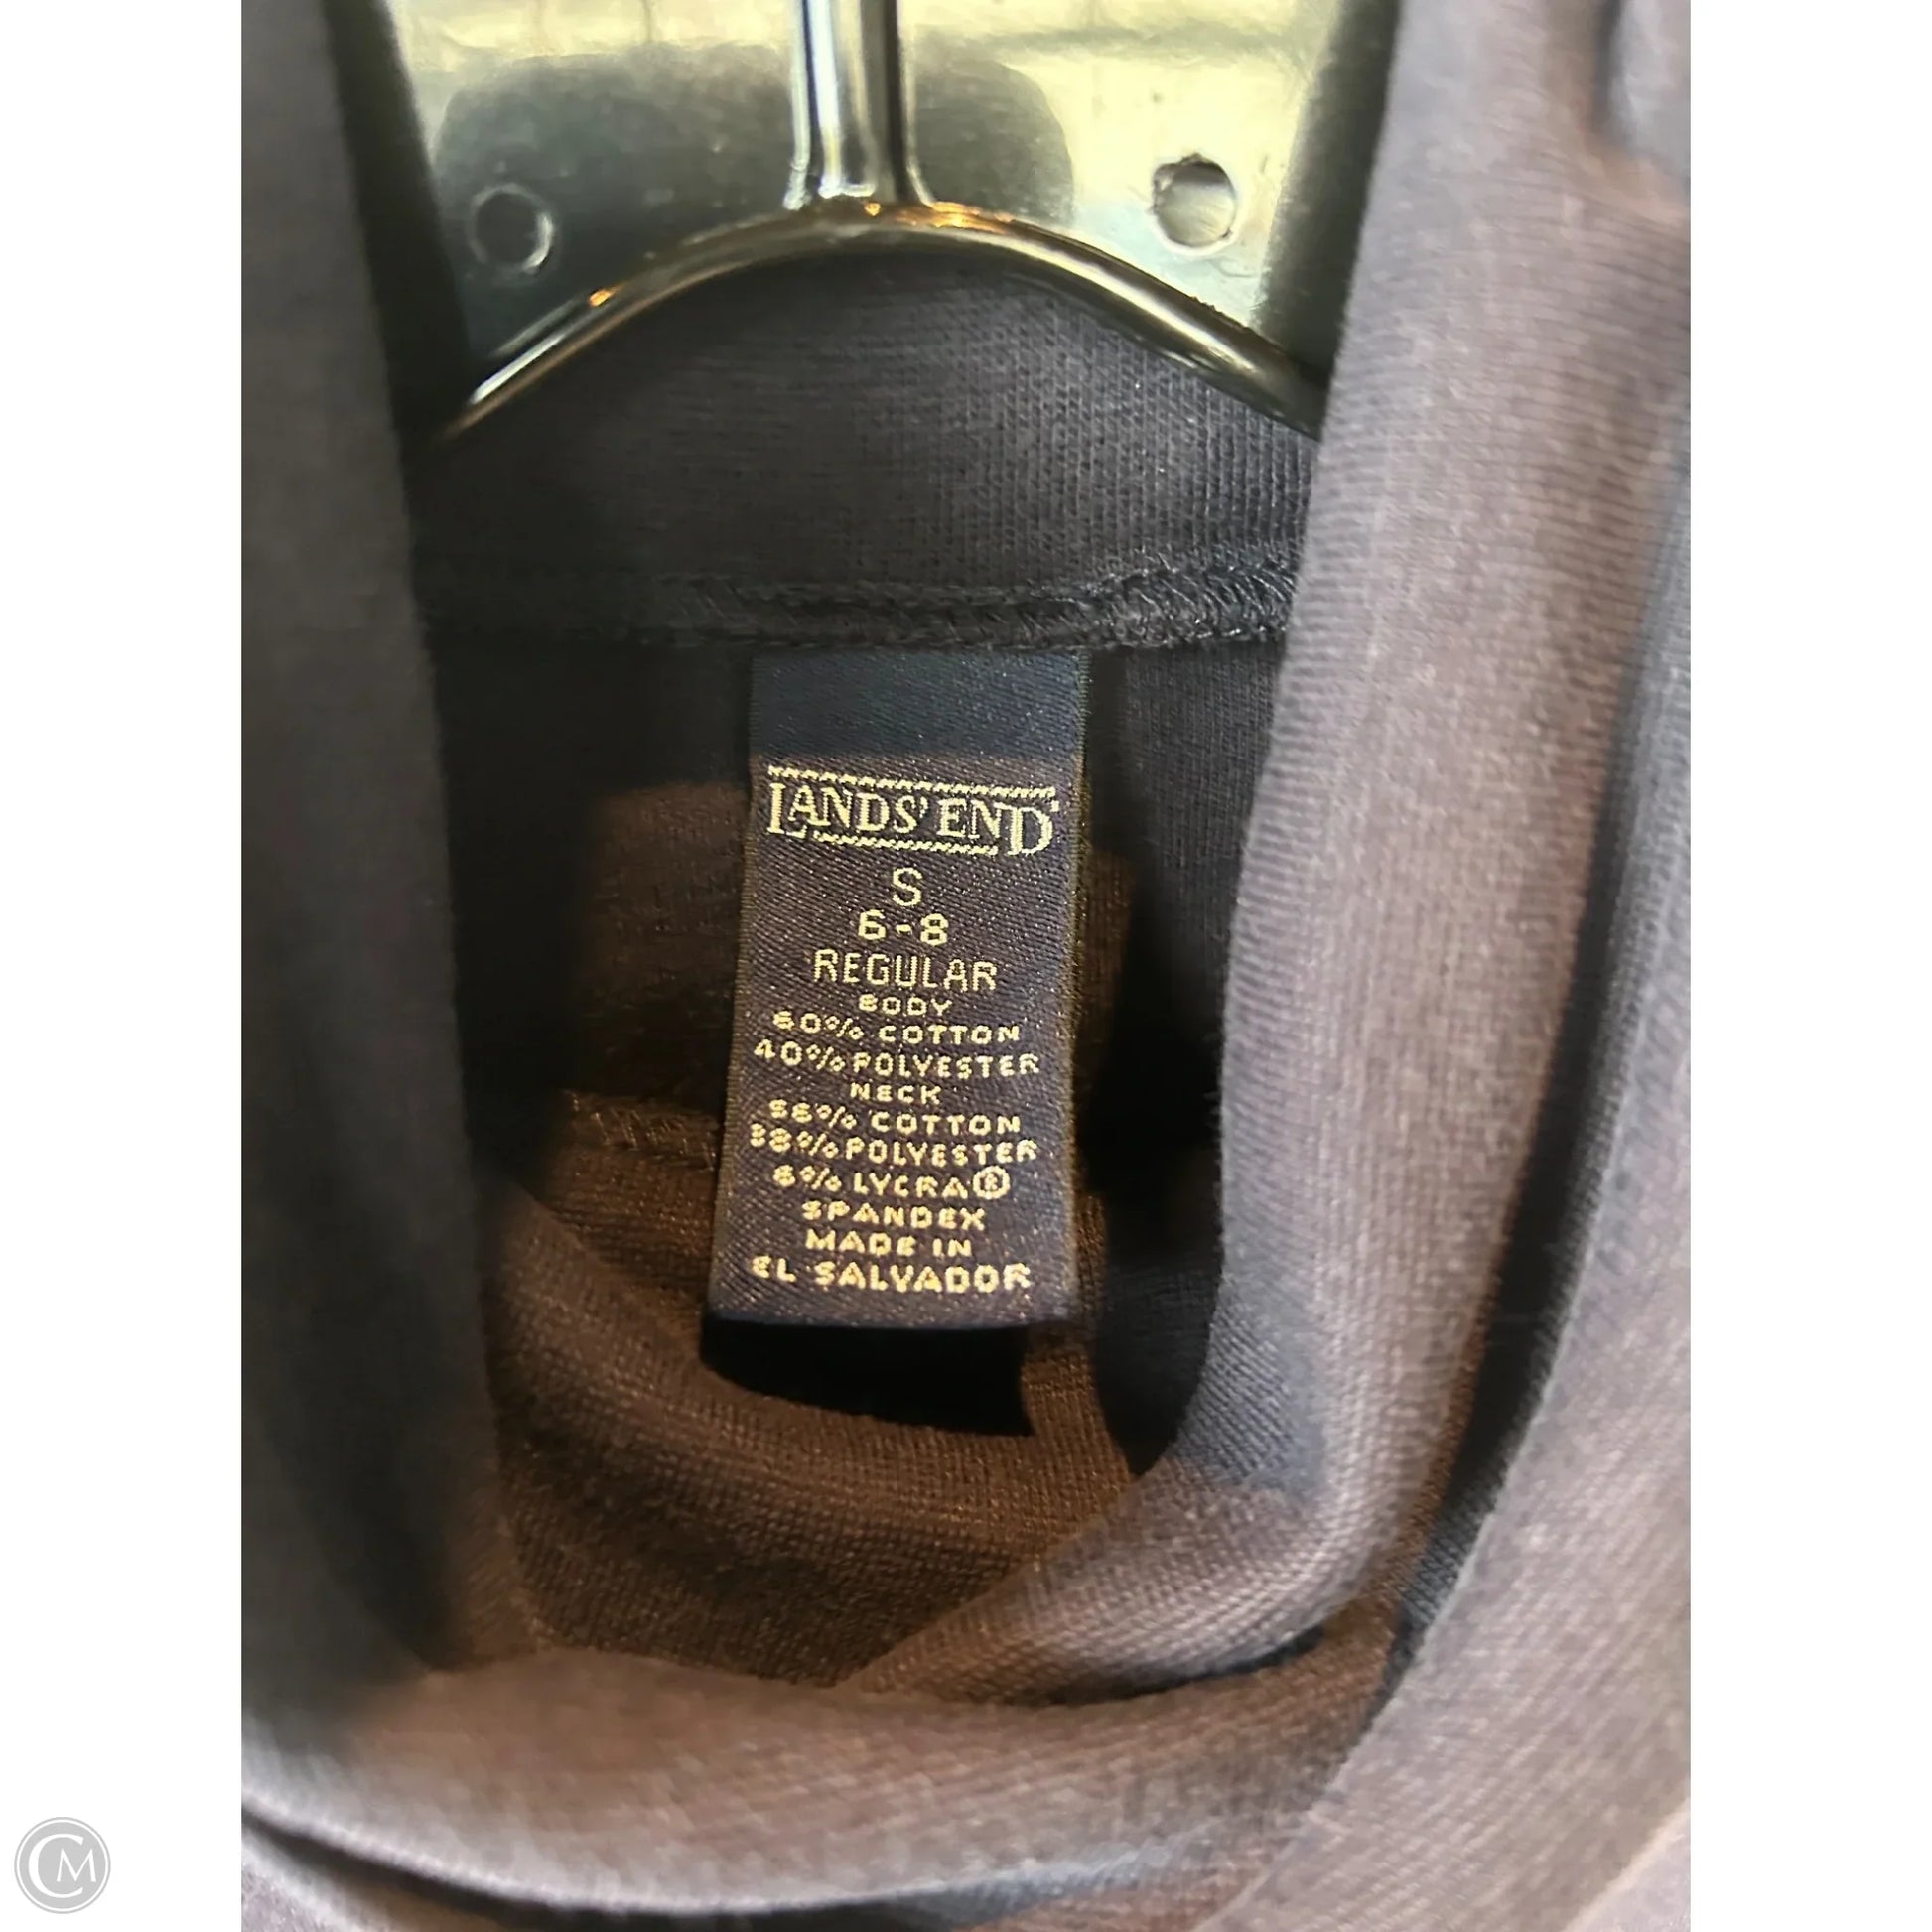 LANDS' END
S
6-8
REGULAR
BODY
60% COTTON
40% POLYESTER
NECK
56% COTTON
38% POLYESTER
6% LYCRA®
SPANDEX
MADE IN
EL SALVADOR
CM